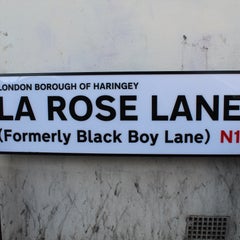 LONDON BOROUGH OF HARINGEY
LA ROSE LANE
(Formerly Black Boy Lane) N1